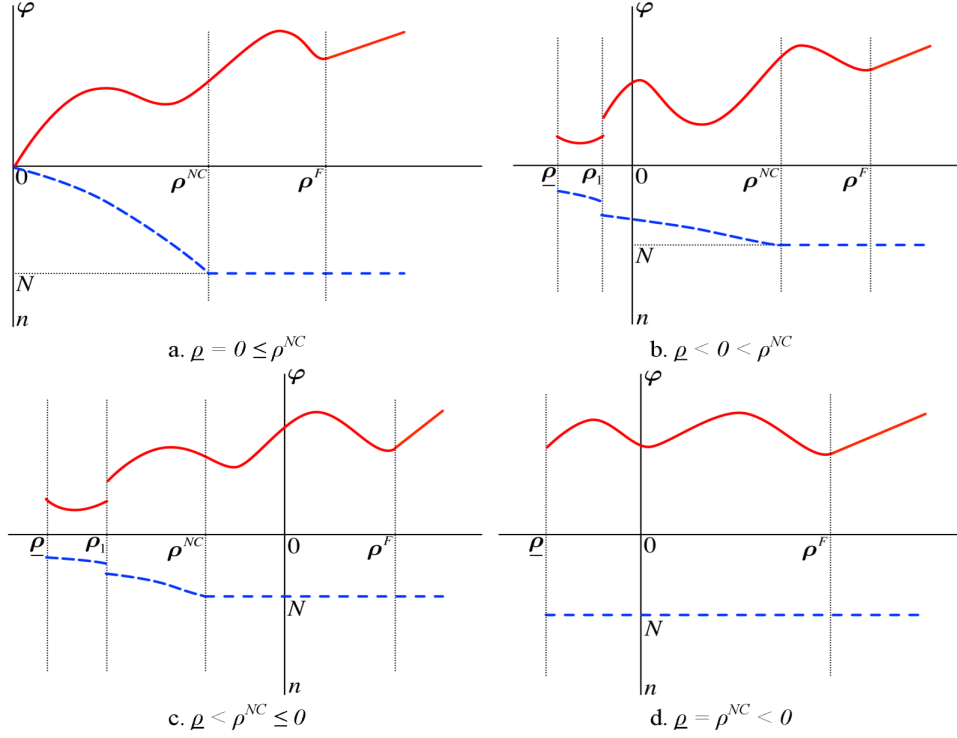 φ
φ
0
ρ^{NC}
ρ^F
ρ̲
ρ₁
0
ρ^{NC}
ρ^F
N
N
n
n
a. ρ̲ = 0 ≤ ρ^{NC}
b. ρ̲ < 0 < ρ^{NC}
φ
φ
ρ̲
ρ₁
ρ^{NC}
0
ρ^F
ρ̲
0
ρ^F
N
N
n
n
c. ρ̲ < ρ^{NC} ≤ 0
d. ρ̲ = ρ^{NC} < 0